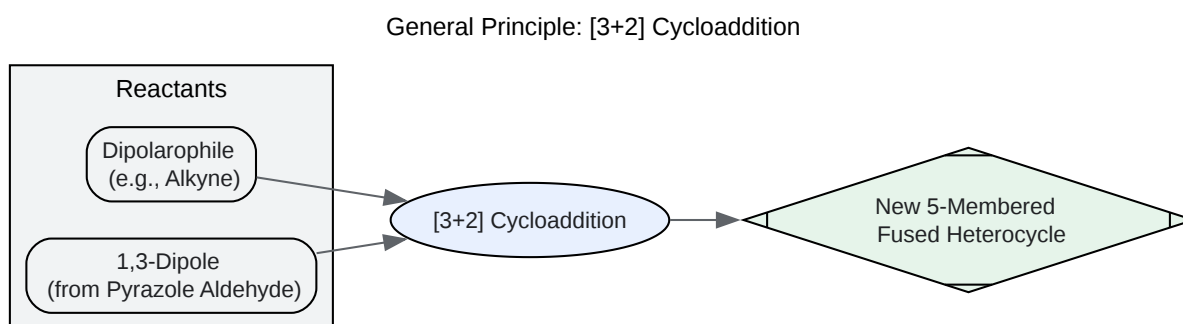 General Principle: [3+2] Cycloaddition
Reactants
Dipolarophile
(e.g., Alkyne)
1,3-Dipole
(from Pyrazole Aldehyde)
[3+2] Cycloaddition
New 5-Membered
Fused Heterocycle